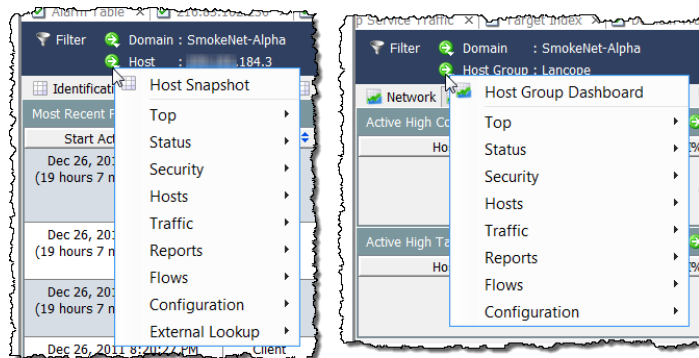 Alarm Table
Filter
Domain : SmokeNet-Alpha
Host : .184.3
Host Snapshot
Most Recent
Start Act
Top
Dec 26, 201
(19 hours 7 m
Status
Security
Hosts
Dec 26, 201
(19 hours 7 m
Traffic
Reports
Flows
Dec 26, 201
(19 hours 7 m
Configuration
External Lookup
Dec 26, 2011 8:20:27 PM Client
p Service Traffic
Target Index
Filter
Domain : SmokeNet-Alpha
Host Group : Lancope
Network
Host Group Dashboard
Active High Co
Ho
Top
Status
Security
Hosts
Traffic
Active High Ta
Ho
Reports
Flows
Configuration